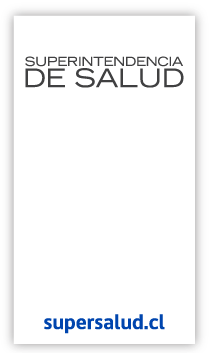 SUPERINTENDENCIA
DE SALUD
supersalud.cl